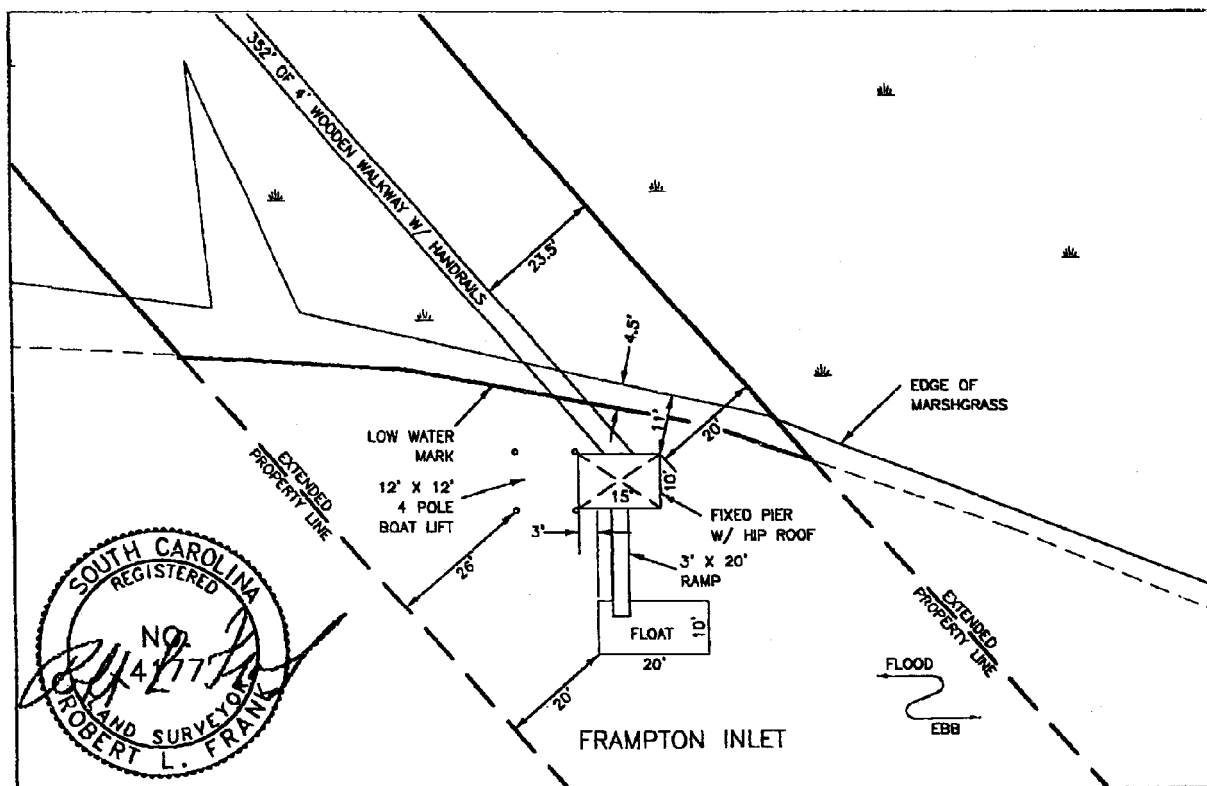 352' OF 4' WOODEN WALKWAY W/ HANDRAILS
23.5'
4.5'
EDGE OF
MARSHGRASS
11'
20'
LOW WATER
MARK
12' X 12'
4 POLE
BOAT LIFT
10'
15'
FIXED PIER
W/ HIP ROOF
3'
3' X 20'
RAMP
EXTENDED
PROPERTY LINE
26'
FLOAT
10'
20'
20'
EXTENDED
PROPERTY LINE
FLOOD
EBB
FRAMPTON INLET
SOUTH CAROLINA
REGISTERED
NO.
14177
LAND SURVEYOR
ROBERT L. FRANK